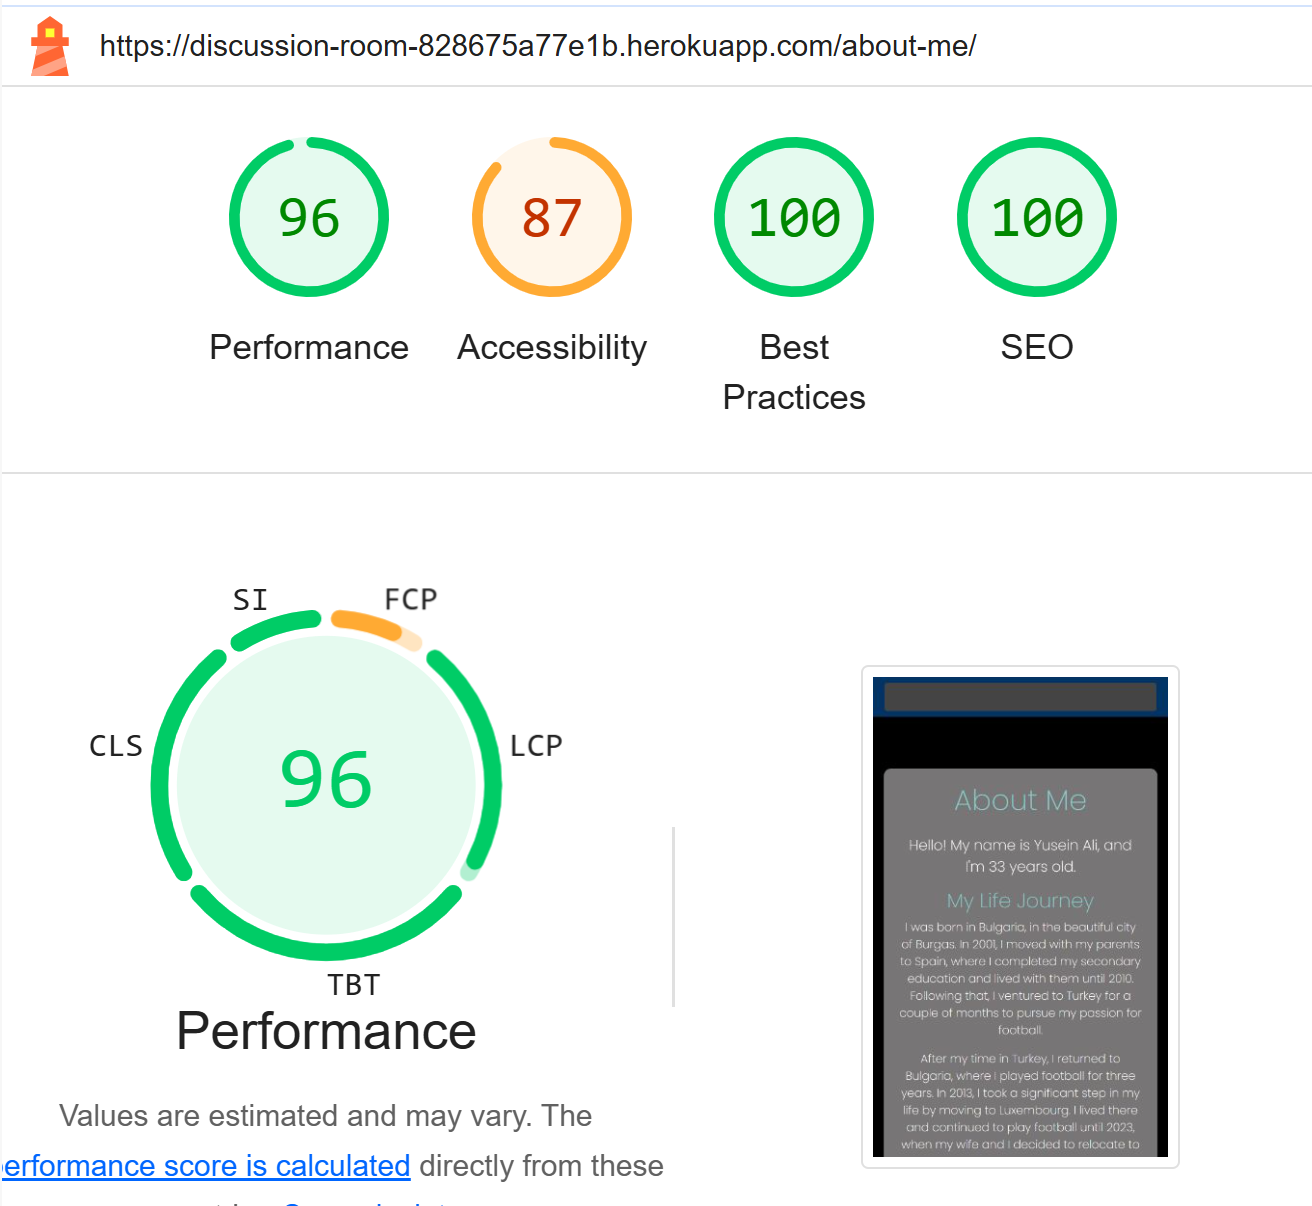 https://discussion-room-828675a77e1b.herokuapp.com/about-me/
96
87
100
100
Performance
Accessibility
Best
Practices
SEO
SI
FCP
CLS
LCP
96
TBT
Performance
Values are estimated and may vary. The
performance score is calculated directly from these
About Me
Hello! My name is Yusein Ali, and
I'm 33 years old.
My Life Journey
I was born in Bulgaria, in the beautiful city
of Burgas. In 2001, I moved with my parents
to Spain, where I completed my secondary
education and lived with them until 2010.
Following that, I ventured to Turkey for a
couple of months to pursue my passion for
football.
After my time in Turkey, I returned to
Bulgaria, where I played football for three
years. In 2013, I took a significant step in my
life by moving to Luxembourg. I lived there
and continued to play football until 2023,
when my wife and I decided to relocate to